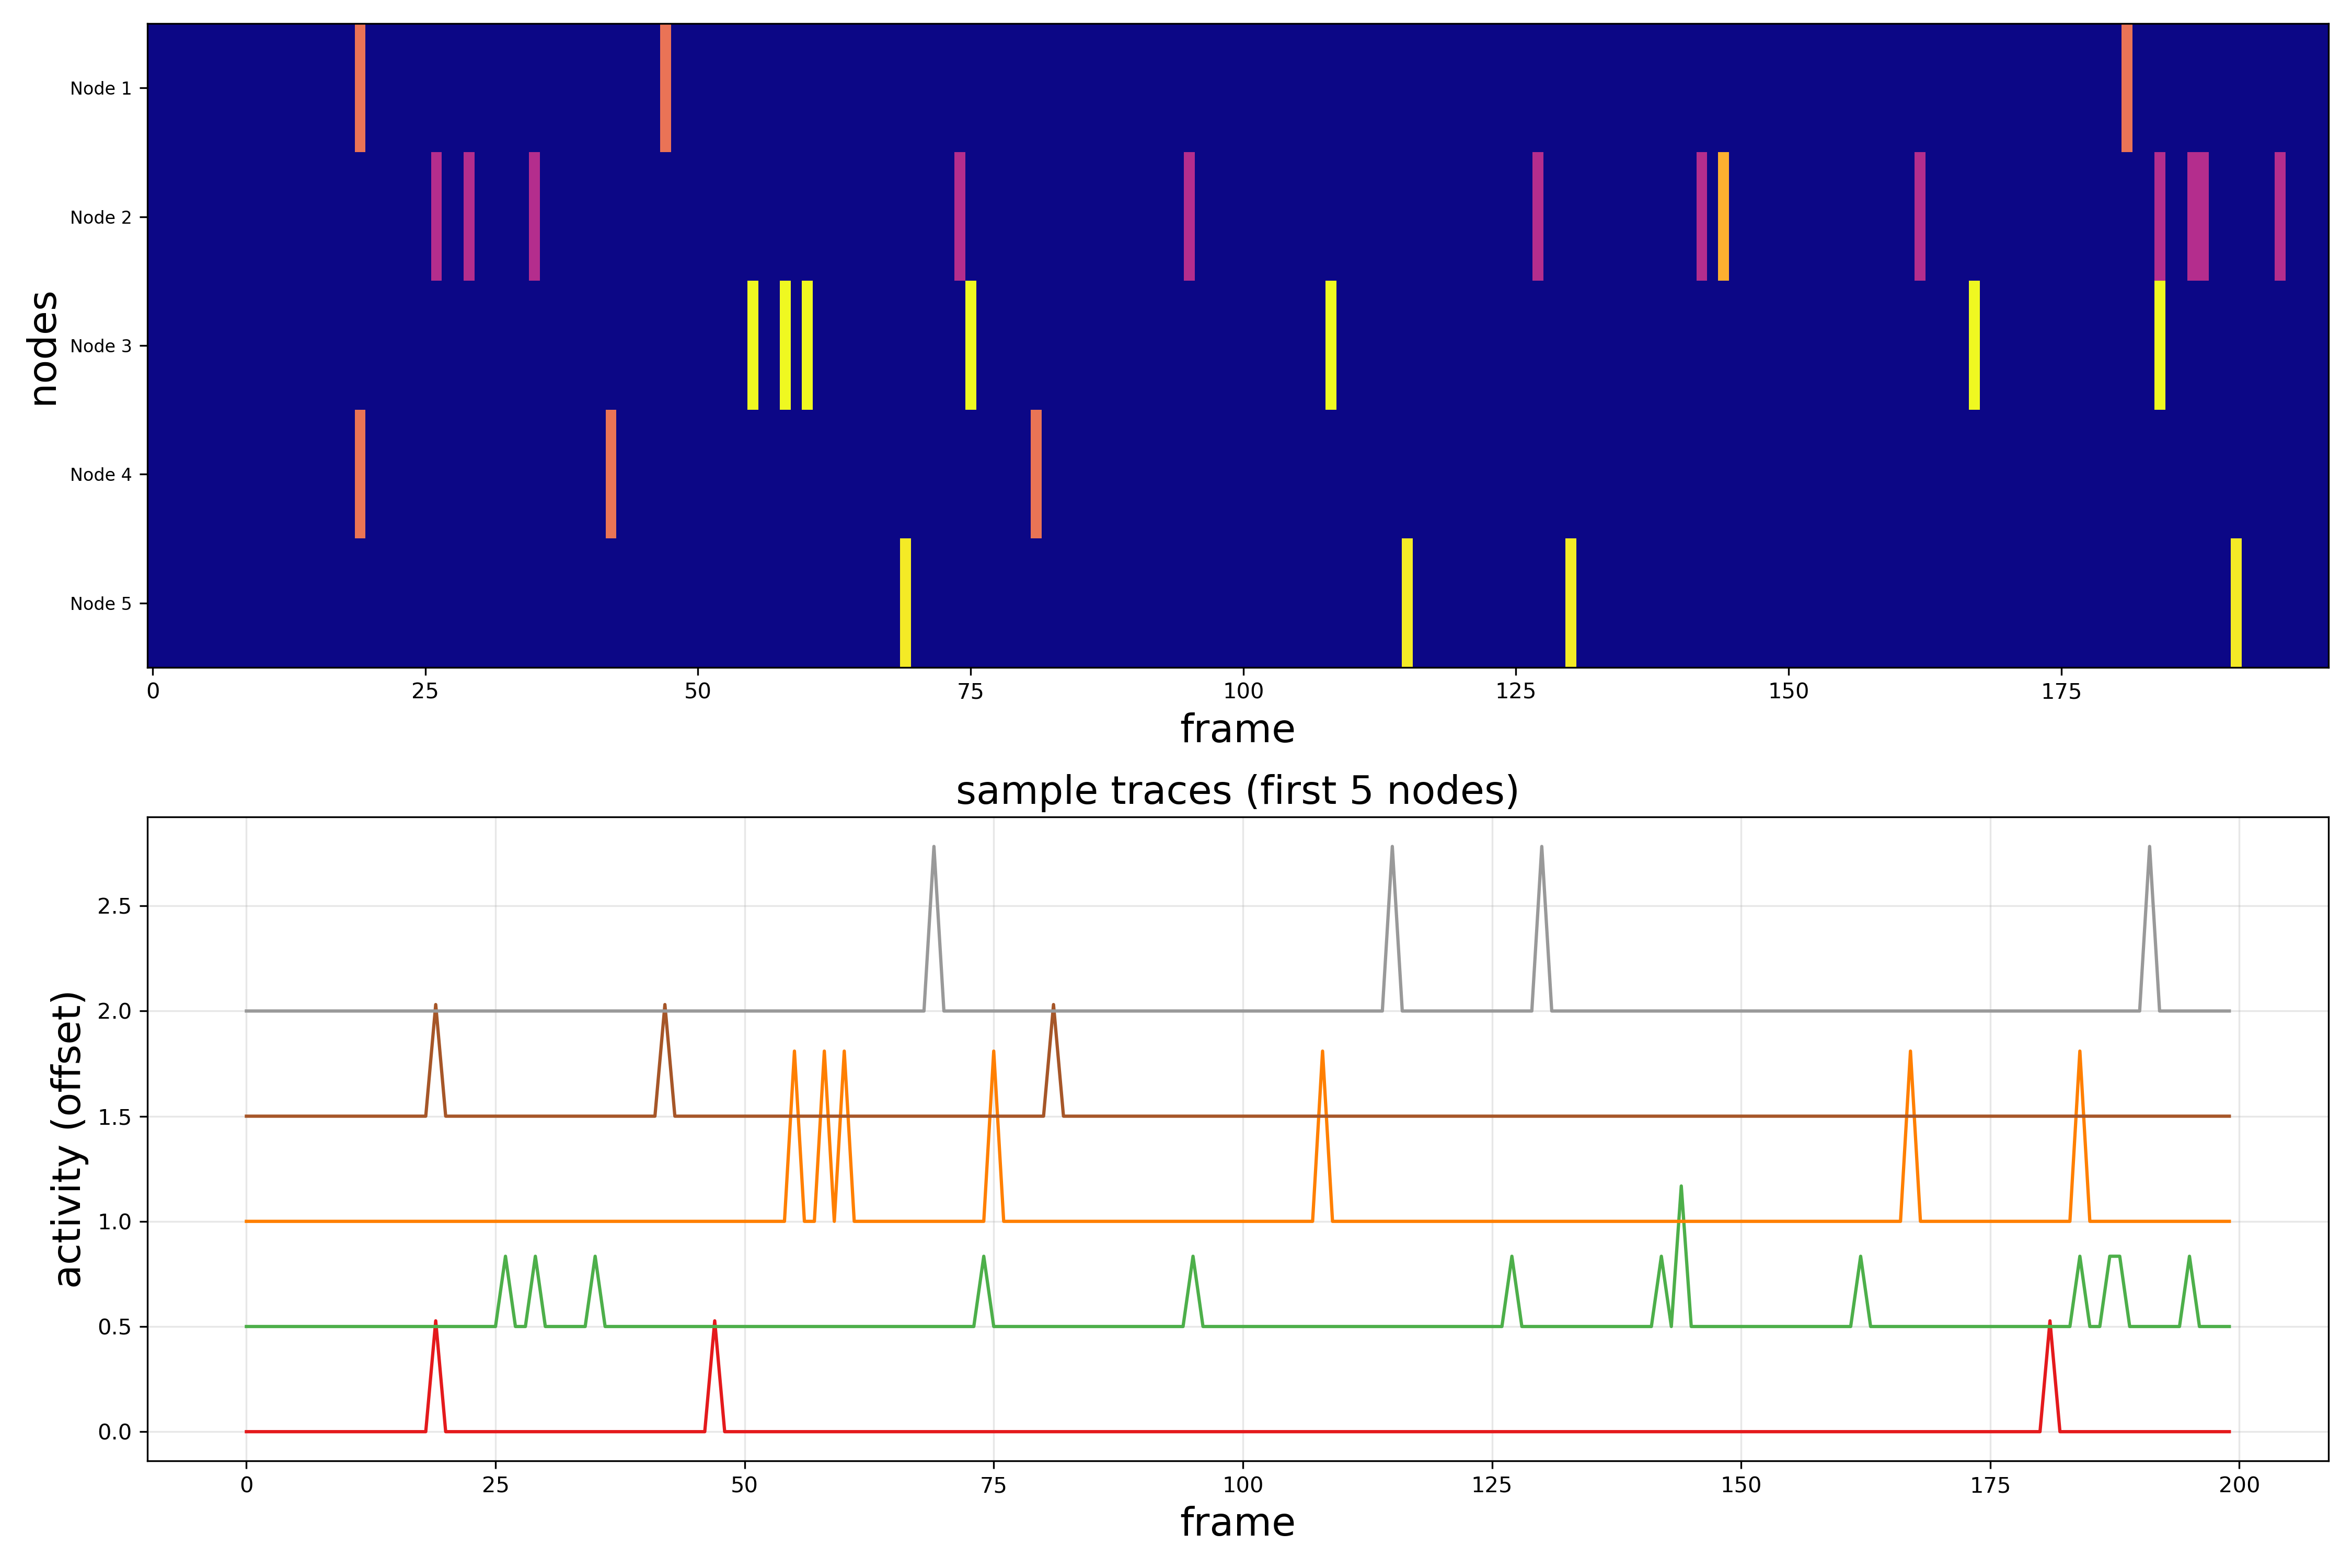 Node 1
Node 2
Node 3
Node 4
Node 5
nodes
0 25 50 75 100 125 150 175
frame
sample traces (first 5 nodes)
2.5
2.0
1.5
1.0
0.5
0.0
activity (offset)
0 25 50 75 100 125 150 175 200
frame